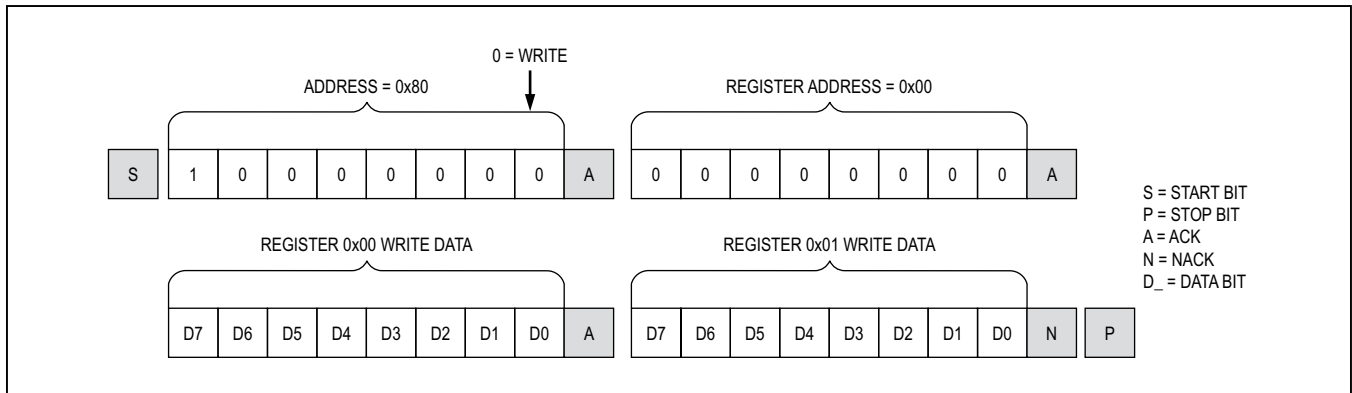 0 = WRITE
ADDRESS = 0x80
REGISTER ADDRESS = 0x00
S 1 0 0 0 0 0 0 0 A 0 0 0 0 0 0 0 0 A
REGISTER 0x00 WRITE DATA
REGISTER 0x01 WRITE DATA
D7 D6 D5 D4 D3 D2 D1 D0 A D7 D6 D5 D4 D3 D2 D1 D0 N P
S = START BIT
P = STOP BIT
A = ACK
N = NACK
D_ = DATA BIT